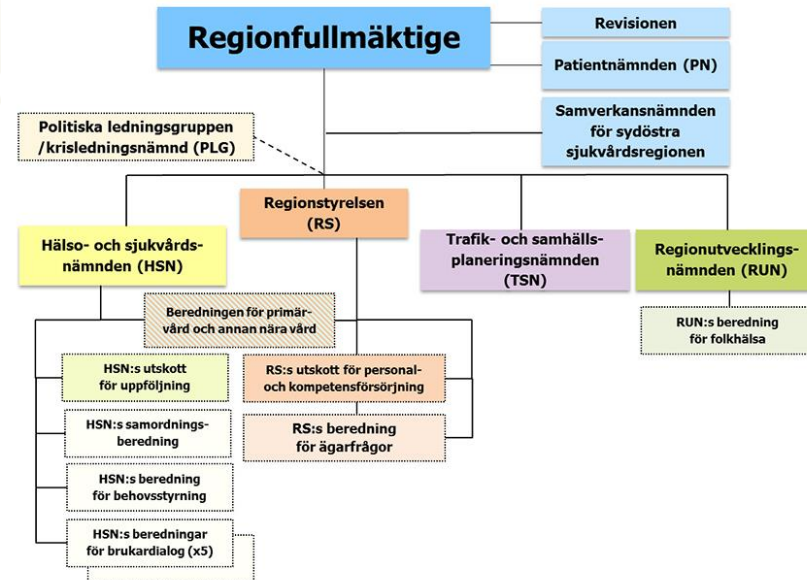 Regionfullmäktige
Revisionen
Patientnämnden (PN)
Samverkansnämnden
för sydöstra
sjukvårdsregionen
Politiska ledningsgruppen
/krisledningsnämnd (PLG)
Regionstyrelsen
(RS)
Hälso- och sjukvårds-
nämnden (HSN)
Trafik- och samhälls-
planeringsnämnden
(TSN)
Regionutvecklings-
nämnden (RUN)
Beredningen för primär-
vård och annan nära vård
RUN:s beredning
för folkhälsa
HSN:s utskott
för uppföljning
RS:s utskott för personal-
och kompetensförsörjning
HSN:s samordnings-
beredning
RS:s beredning
för ägarfrågor
HSN:s beredning
för behovsstyrning
HSN:s beredningar
för brukardialog (x5)